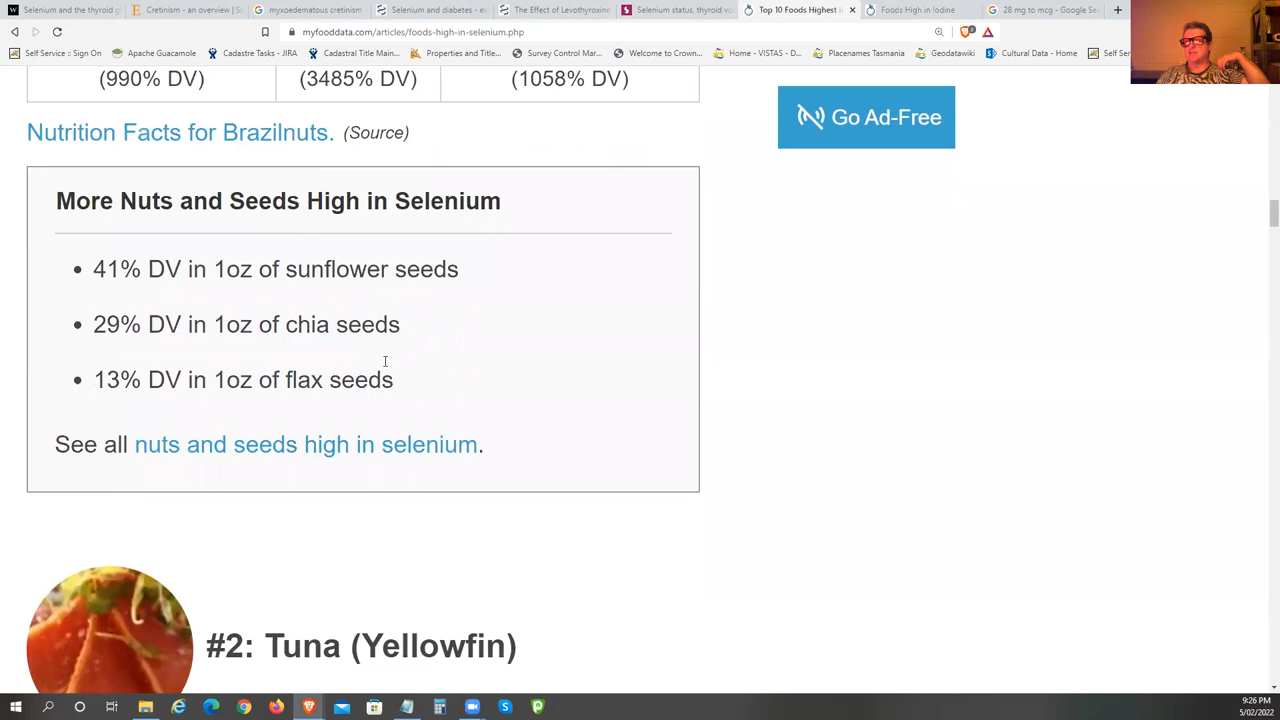 Selenium and the thyroid gl
Cretinism – an overview | S
myxoedematous cretinism
Selenium and diabetes – ev
The Effect of Levothyroxine
Selenium status, thyroid vo
Top 10 Foods Highest i
Foods High in Iodine
28 mg to mcg - Google Se
myfooddata.com/articles/foods-high-in-selenium.php
Self Service :: Sign On
Apache Guacamole
Cadastre Tasks - JIRA
Cadastral Title Main...
Property and Title...
Survey Control Mar...
Welcome to Crown...
Home - VISTAS - D...
Placenames Tasmania
Geodatawiki
Cultural Data - Home
Self Serv
(990% DV)
(3485% DV)
(1058% DV)
Go Ad-Free
Nutrition Facts for Brazilnuts. (Source)
More Nuts and Seeds High in Selenium
• 41% DV in 1oz of sunflower seeds
• 29% DV in 1oz of chia seeds
• 13% DV in 1oz of flax seeds
See all nuts and seeds high in selenium.
#2: Tuna (Yellowfin)
9:26 PM
5/02/2022